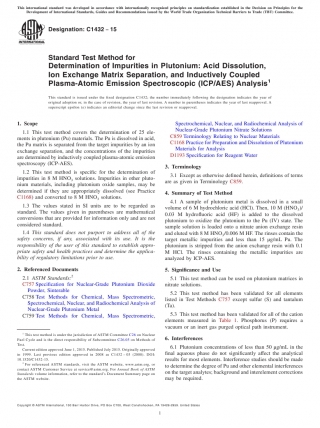 This international standard was developed in accordance with internationally recognized principles on standardization established in the Decision on Principles for the
Development of International Standards, Guides and Recommendations issued by the World Trade Organization Technical Barriers to Trade (TBT) Committee.
Designation: C1432 – 15
Standard Test Method for
Determination of Impurities in Plutonium: Acid Dissolution,
Ion Exchange Matrix Separation, and Inductively Coupled
Plasma-Atomic Emission Spectroscopic (ICP/AES) Analysis1
This standard is issued under the fixed designation C1432; the number immediately following the designation indicates the year of
original adoption or, in the case of revision, the year of last revision. A number in parentheses indicates the year of last reapproval. A
superscript epsilon (ε) indicates an editorial change since the last revision or reapproval.
1. Scope
1.1 This test method covers the determination of 25 ele-
ments in plutonium (Pu) materials. The Pu is dissolved in acid,
the Pu matrix is separated from the target impurities by an ion
exchange separation, and the concentrations of the impurities
are determined by inductively coupled plasma-atomic emission
spectroscopy (ICP-AES).
1.2 This test method is specific for the determination of
impurities in 8 M HNO3 solutions. Impurities in other pluto-
nium materials, including plutonium oxide samples, may be
determined if they are appropriately dissolved (see Practice
C1168) and converted to 8 M HNO3 solutions.
1.3 The values stated in SI units are to be regarded as
standard. The values given in parentheses are mathematical
conversions that are provided for information only and are not
considered standard.
1.4 This standard does not purport to address all of the
safety concerns, if any, associated with its use. It is the
responsibility of the user of this standard to establish appro-
priate safety and health practices and determine the applica-
bility of regulatory limitations prior to use.
2. Referenced Documents
2.1 ASTM Standards:2
C757 Specification for Nuclear-Grade Plutonium Dioxide
Powder, Sinterable
C758 Test Methods for Chemical, Mass Spectrometric,
Spectrochemical, Nuclear, and Radiochemical Analysis of
Nuclear-Grade Plutonium Metal
C759 Test Methods for Chemical, Mass Spectrometric,
1 This test method is under the jurisdiction of ASTM Committee C26 on Nuclear
Fuel Cycle and is the direct responsibility of Subcommittee C26.05 on Methods of
Test.
Current edition approved June 1, 2015. Published July 2015. Originally approved
in 1999. Last previous edition approved in 2008 as C1432 – 03 (2008). DOI:
10.1520/C1432-15.
2 For referenced ASTM standards, visit the ASTM website, www.astm.org, or
contact ASTM Customer Service at service@astm.org. For Annual Book of ASTM
Standards volume information, refer to the standard's Document Summary page on
the ASTM website.
Spectrochemical, Nuclear, and Radiochemical Analysis of
Nuclear-Grade Plutonium Nitrate Solutions
C859 Terminology Relating to Nuclear Materials
C1168 Practice for Preparation and Dissolution of Plutonium
Materials for Analysis
D1193 Specification for Reagent Water
3. Terminology
3.1 Except as otherwise defined herein, definitions of terms
are as given in Terminology C859.
4. Summary of Test Method
4.1 A sample of plutonium metal is dissolved in a small
volume of 6 M hydrochloric acid (HCl). Then, 10 M (HNO3)/
0.03 M hydrofluoric acid (HF) is added to the dissolved
plutonium to oxidize the plutonium to the Pu (IV) state. The
sample solution is loaded onto a nitrate anion exchange resin
and eluted with 8 M HNO3/0.006 M HF. The rinses contain the
target metallic impurities and less than 15 µg/mL Pu. The
plutonium is stripped from the anion exchange resin with 0.1
M HCl. The rinses containing the metallic impurities are
analyzed by ICP-AES.
5. Significance and Use
5.1 This test method can be used on plutonium matrices in
nitrate solutions.
5.2 This test method has been validated for all elements
listed in Test Methods C757 except sulfur (S) and tantalum
(Ta).
5.3 This test method has been validated for all of the cation
elements measured in Table 1. Phosphorus (P) requires a
vacuum or an inert gas purged optical path instrument.
6. Interferences
6.1 Plutonium concentrations of less than 50 µg/mL in the
final aqueous phase do not significantly affect the analytical
results for most elements. Interference studies should be made
to determine the degree of Pu and other elemental interferences
on the target analytes; background and interelement corrections
may be required.
Copyright © ASTM International, 100 Barr Harbor Drive, PO Box C700, West Conshohocken, PA 19428-2959. United States
1